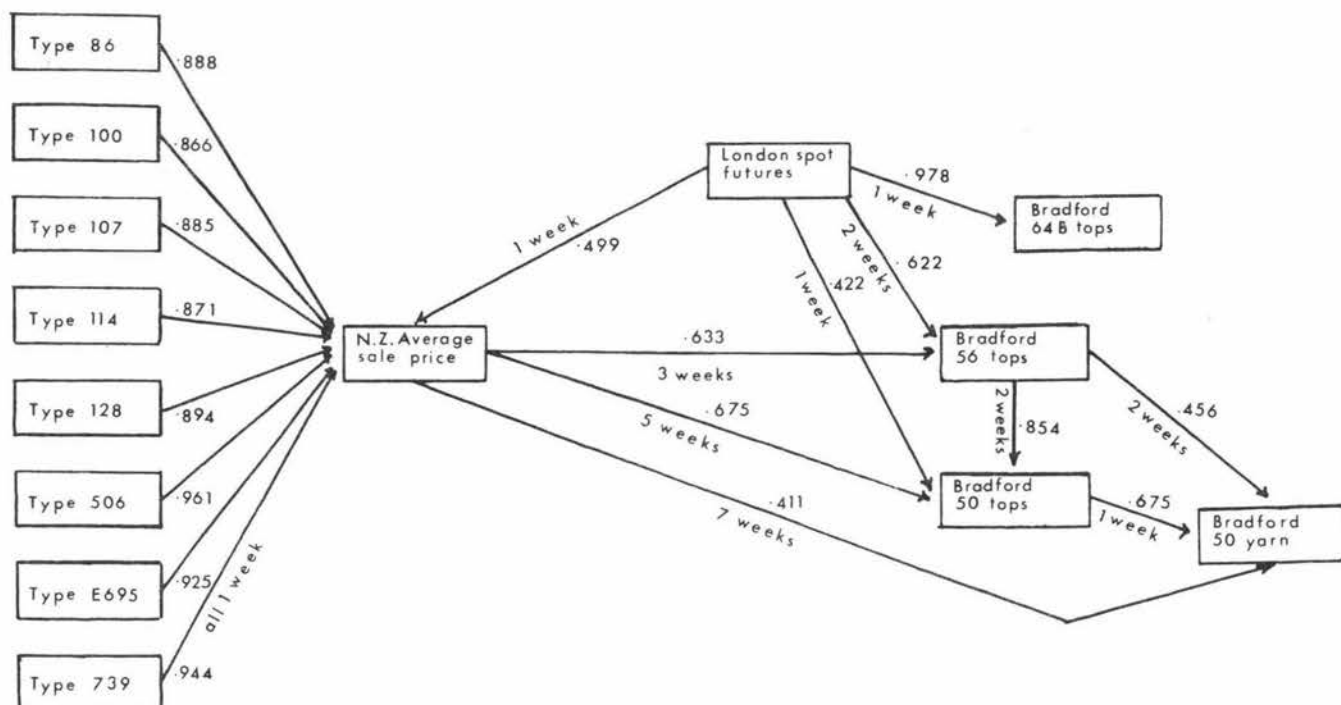 Type 86
·888
Type 100
·866
Type 107
·885
Type 114
·871
Type 128
·894
Type 506
·961
Type E695
·925
Type 739
·944
all 1 week
N.Z. Average
sale price
London spot
futures
1 week
·499
·978
1 week
Bradford
64B tops
2 weeks
·622
1 week
·422
·633
3 weeks
Bradford
56 tops
·675
5 weeks
2 weeks
·854
·456
2 weeks
Bradford
50 tops
·675
1 week
Bradford
50 yarn
·411
7 weeks